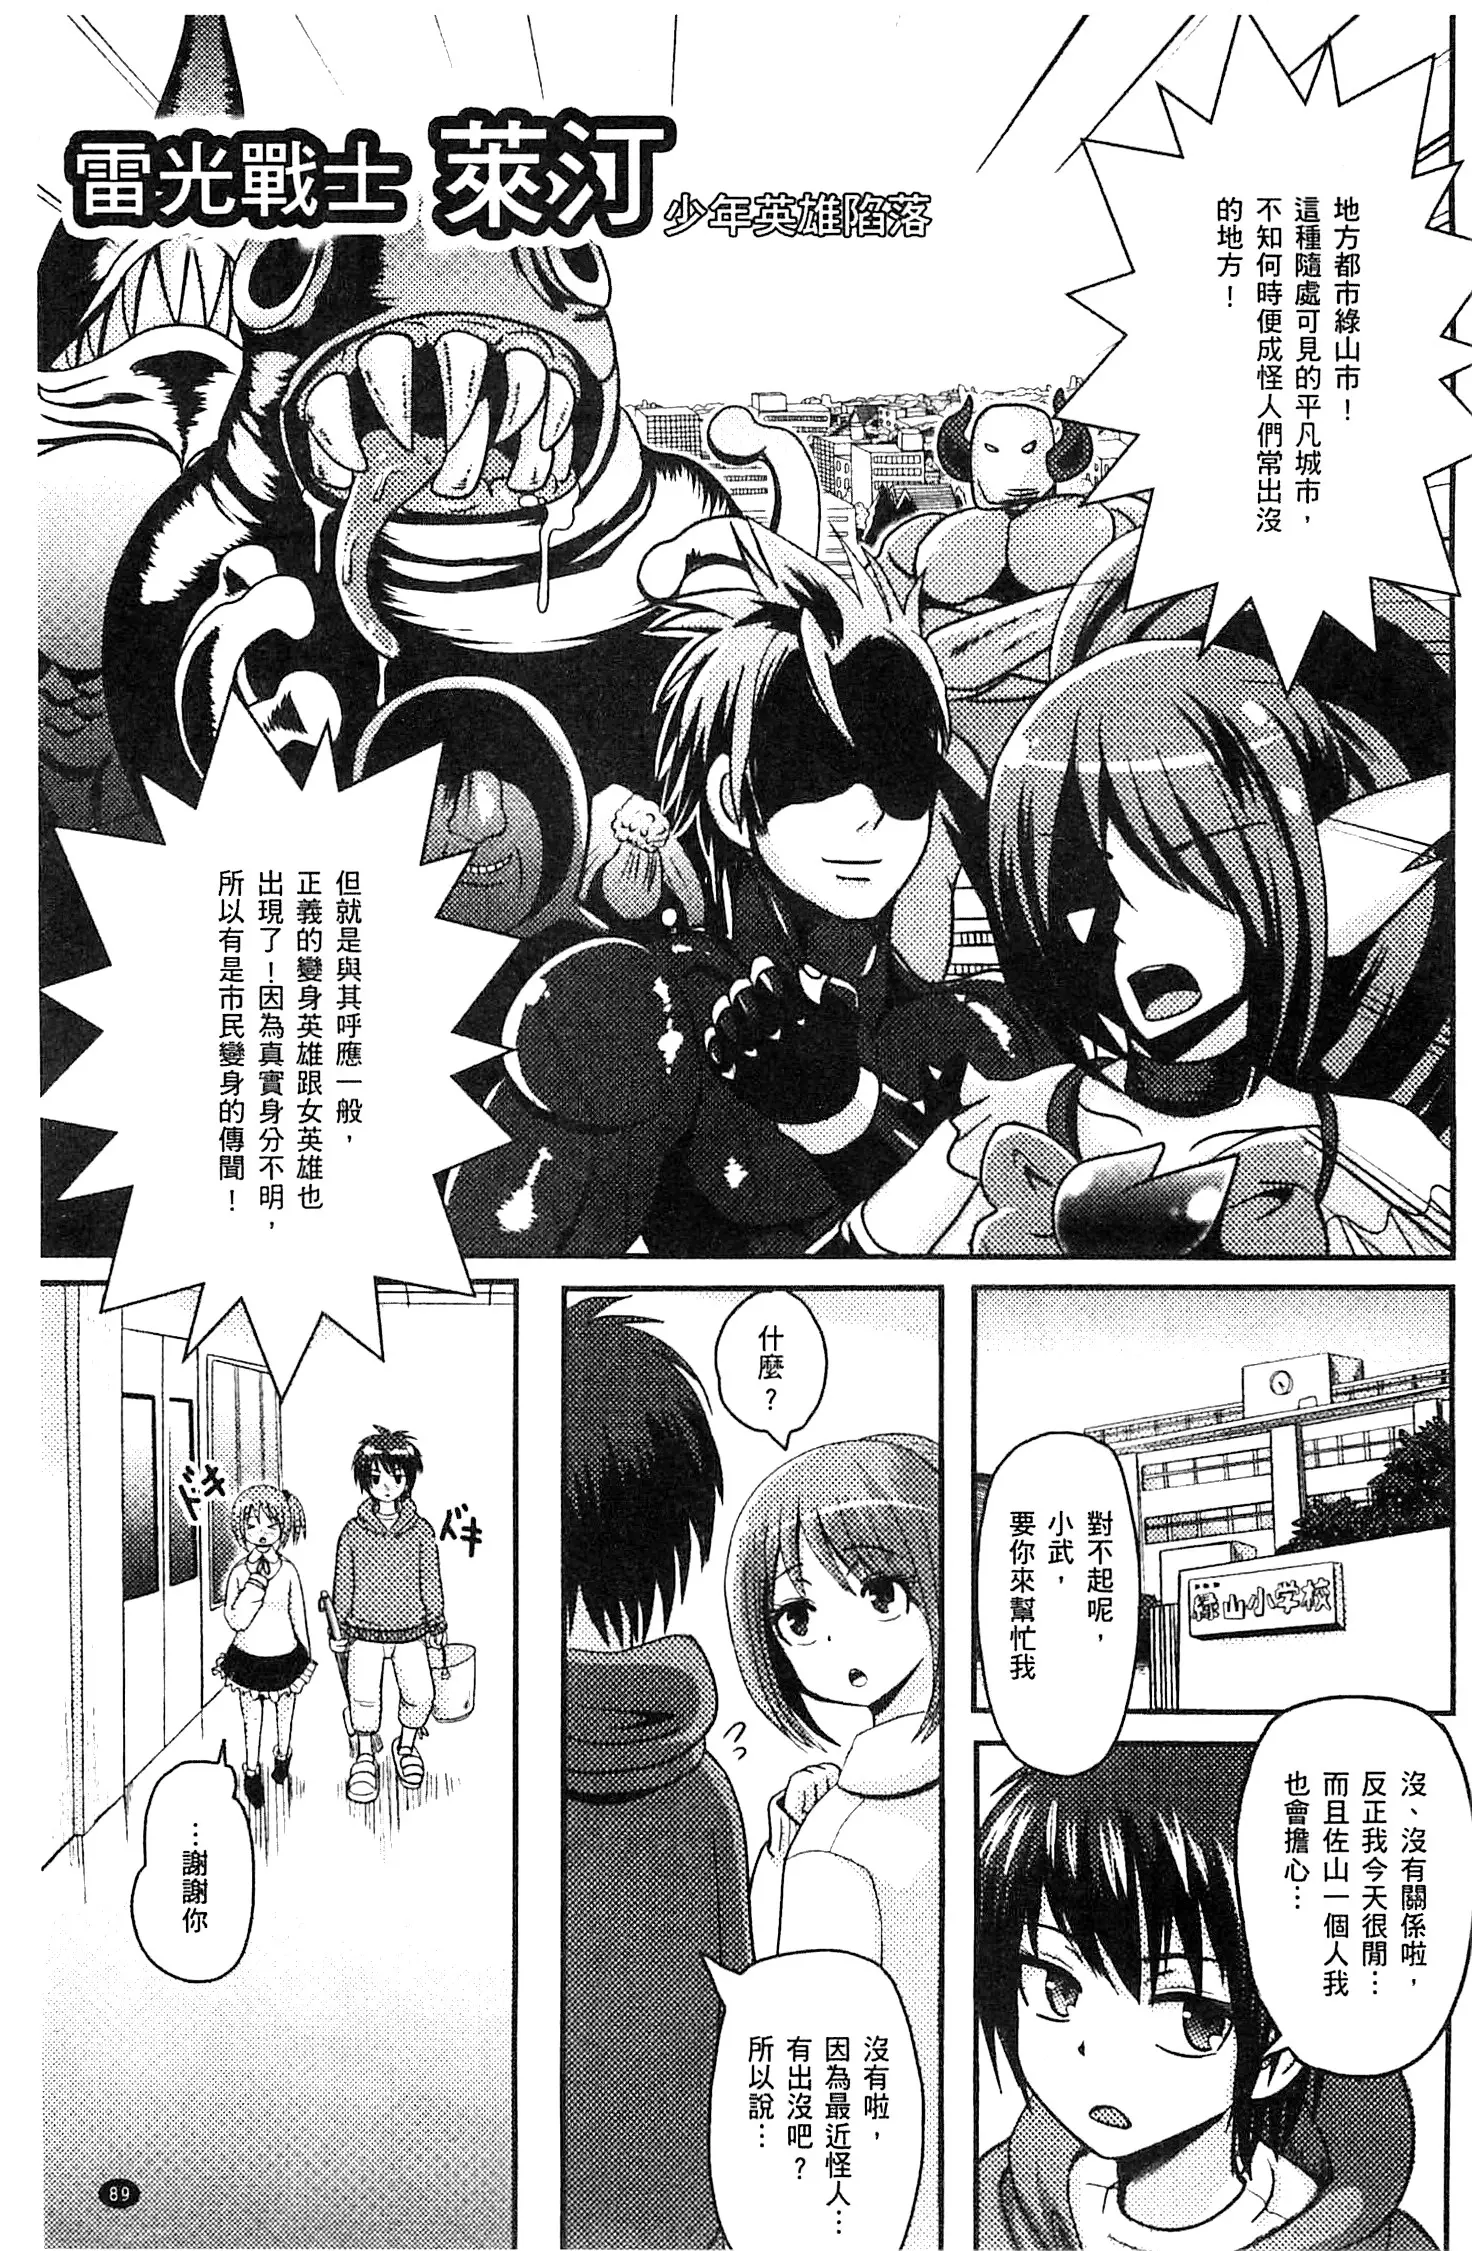 雷光戰士 萊汀
少年英雄陷落
地方都市綠山市！
這種隨處可見的平凡城市，
不知何時便成怪人們常出沒
的地方！
但就是與其呼應一般，
正義的變身英雄跟女英雄也
出現了！因為真實身分不明，
所以有是市民變身的傳聞！
緑山小学校
對不起呢，
小武，
要你來幫忙我
沒、沒有關係啦，
反正我今天很閒…
而且佐山一個人我
也會擔心…
什麼？
沒有啦，
因為最近怪人…
有出沒吧？
所以說…
ドキ
ドキ
…謝謝你
89